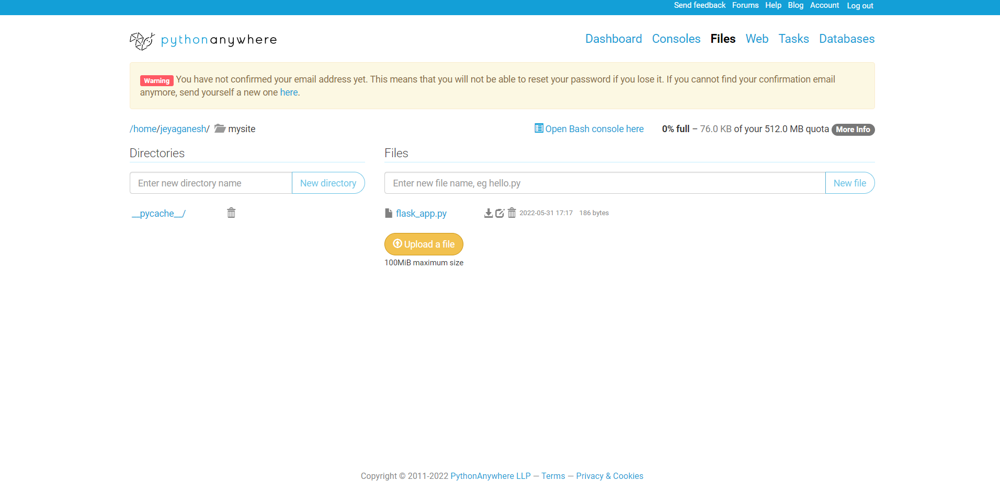 Send feedback Forums Help Blog Account Log out
pythonanywhere
Dashboard Consoles Files Web Tasks Databases
Warning You have not confirmed your email address yet. This means that you will not be able to reset your password if you lose it. If you cannot find your confirmation email
anymore, send yourself a new one here.
/home/jeyaganesh/ mysite
Open Bash console here
0% full – 76.0 KB of your 512.0 MB quota More Info
Directories
Files
Enter new directory name New directory
Enter new file name, eg hello.py New file
__pycache__/
flask_app.py 2022-05-31 17:17 186 bytes
Upload a file
100MiB maximum size
Copyright © 2011-2022 PythonAnywhere LLP — Terms — Privacy & Cookies